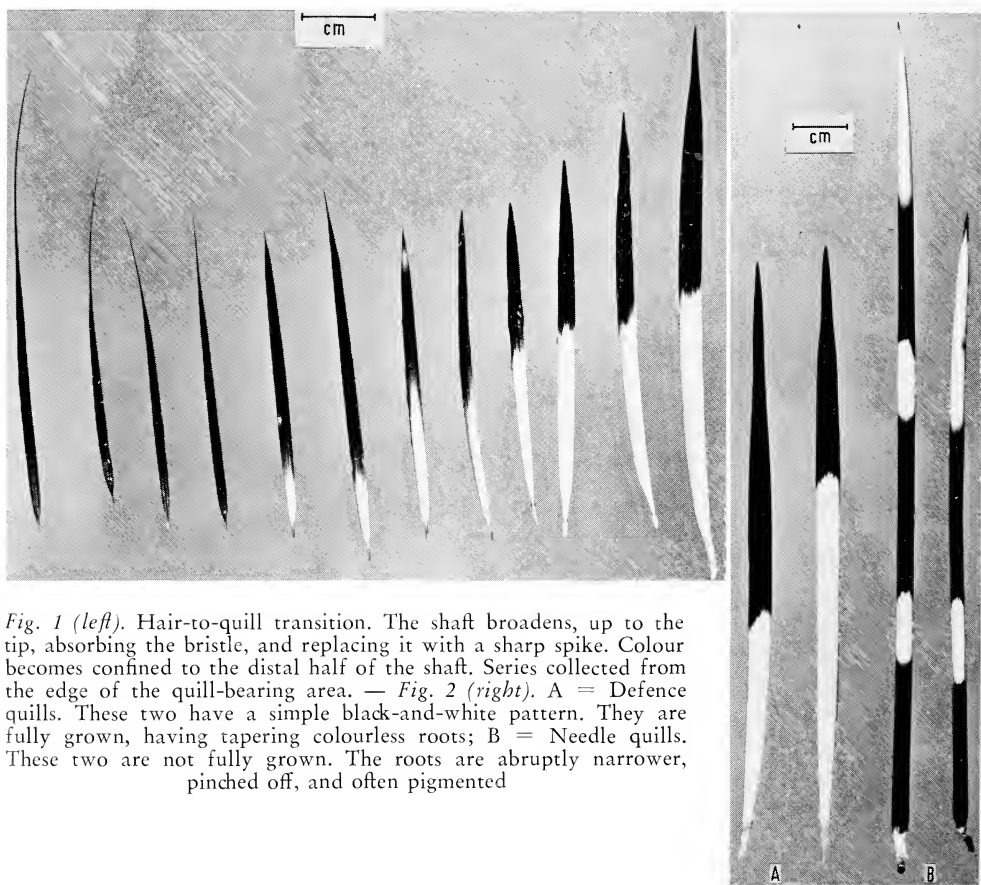 cm
cm
Fig. 1 (left). Hair-to-quill transition. The shaft broadens, up to the
tip, absorbing the bristle, and replacing it with a sharp spike. Colour
becomes confined to the distal half of the shaft. Series collected from
the edge of the quill-bearing area. — Fig. 2 (right). A = Defence
quills. These two have a simple black-and-white pattern. They are
fully grown, having tapering colourless roots; B = Needle quills.
These two are not fully grown. The roots are abruptly narrower,
pinched off, and often pigmented
A
B